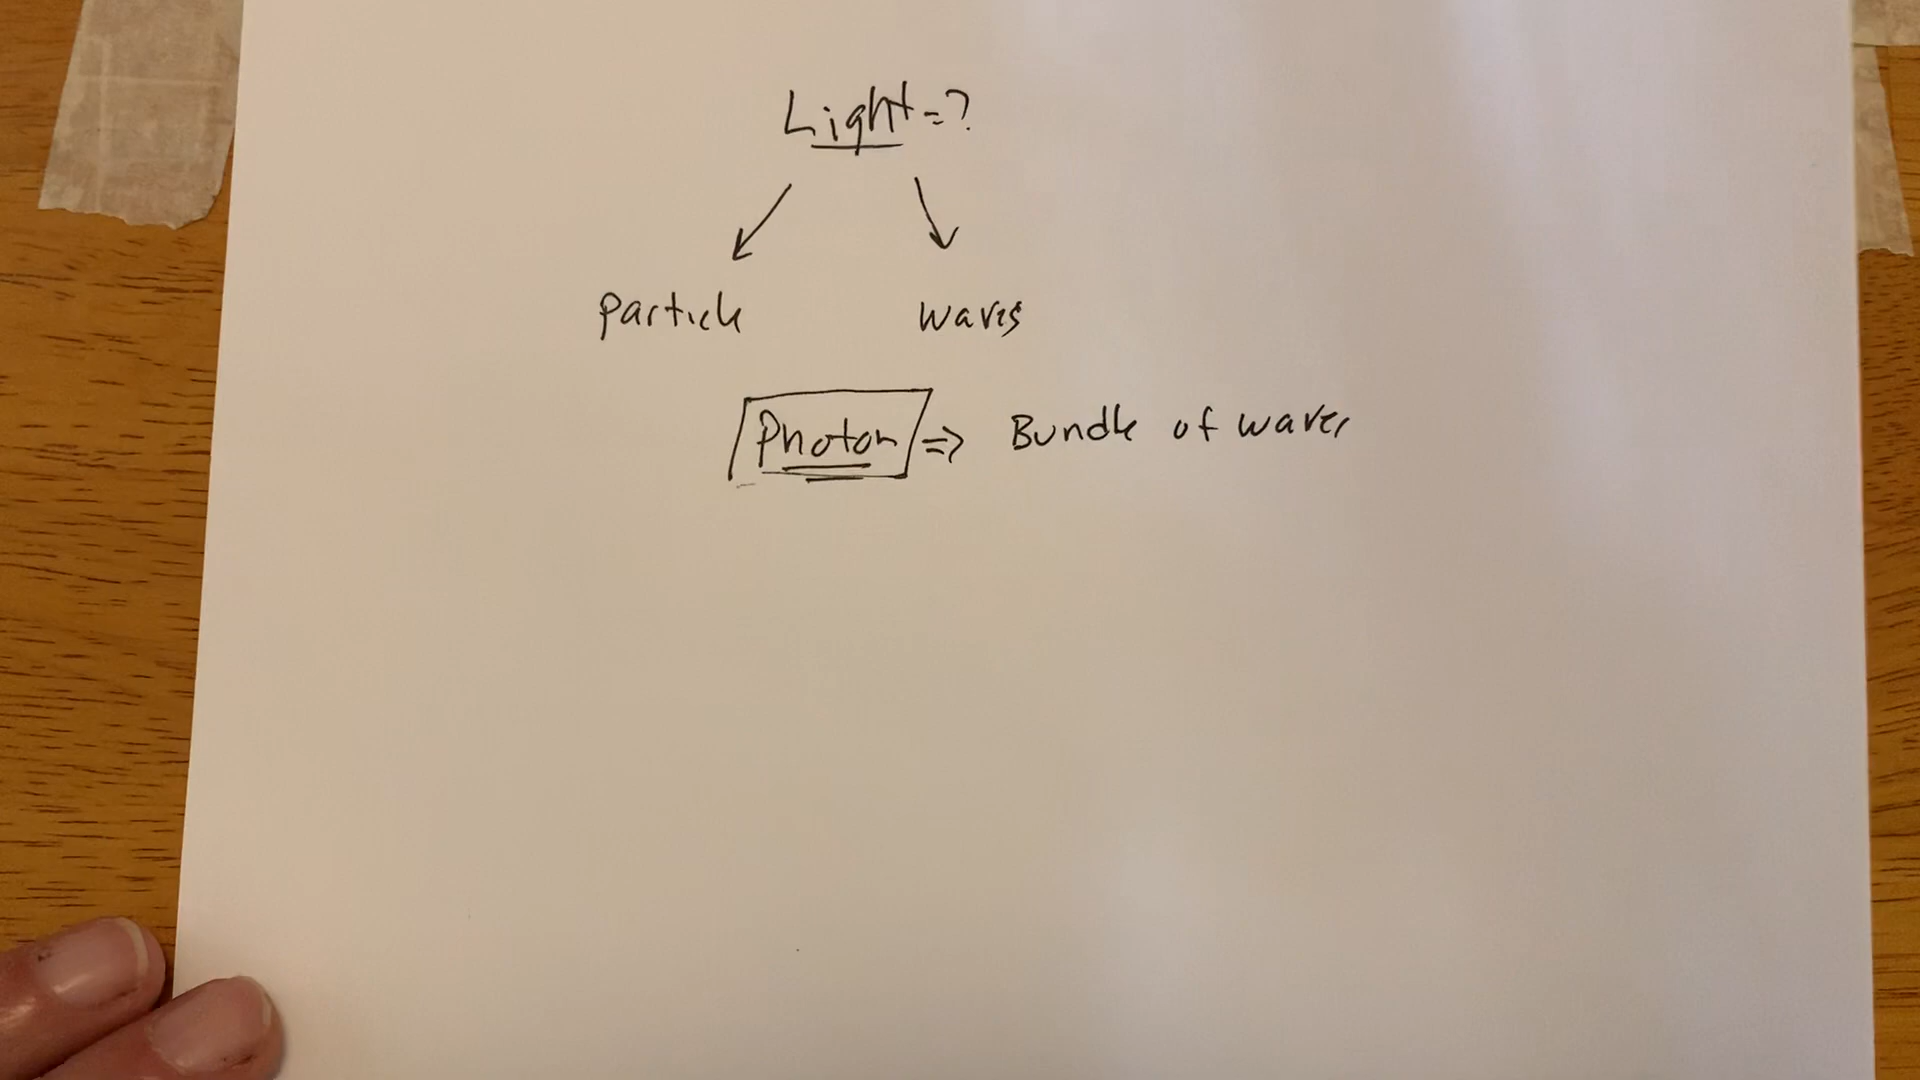 Light = ?
particle waves
Photon => Bundle of waves